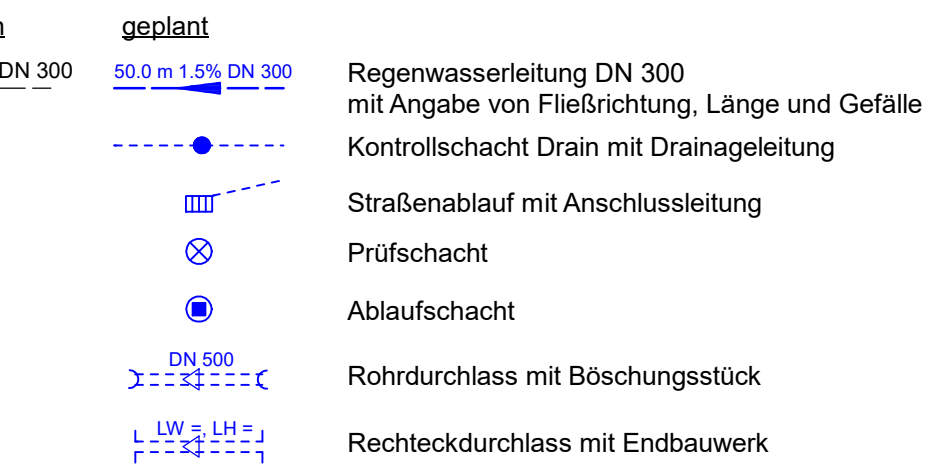 geplant
DN 300
50.0 m 1.5% DN 300
Regenwasserleitung DN 300
mit Angabe von Fließrichtung, Länge und Gefälle
Kontrollschacht Drain mit Drainageleitung
Straßenablauf mit Anschlussleitung
Prüfschacht
Ablaufschacht
DN 500
Rohrdurchlass mit Böschungsstück
LW =, LH =
Rechteckdurchlass mit Endbauwerk